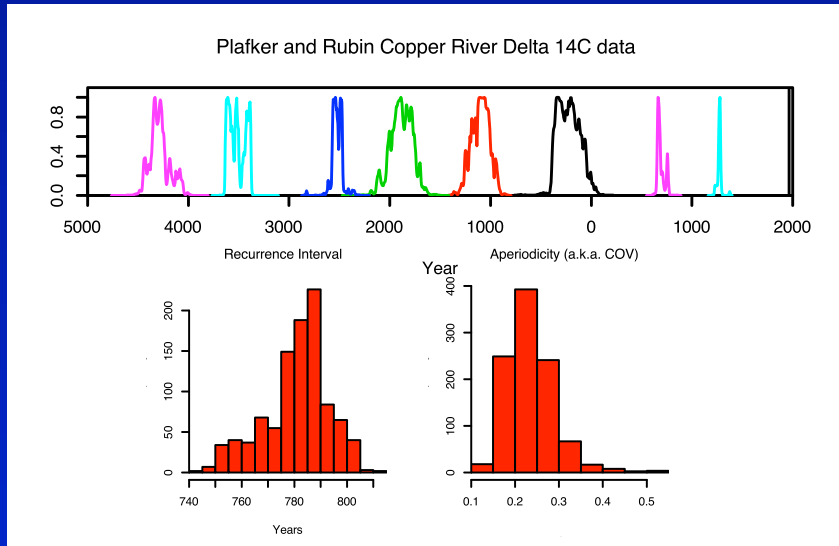 Plafker and Rubin Copper River Delta 14C data
0.0 0.4 0.8
5000 4000 3000 2000 1000 0 1000 2000
Year
Recurrence Interval
0 50 100 150 200
740 760 780 800
Years
Aperiodicity (a.k.a. COV)
0 100 200 300 400
0.1 0.2 0.3 0.4 0.5